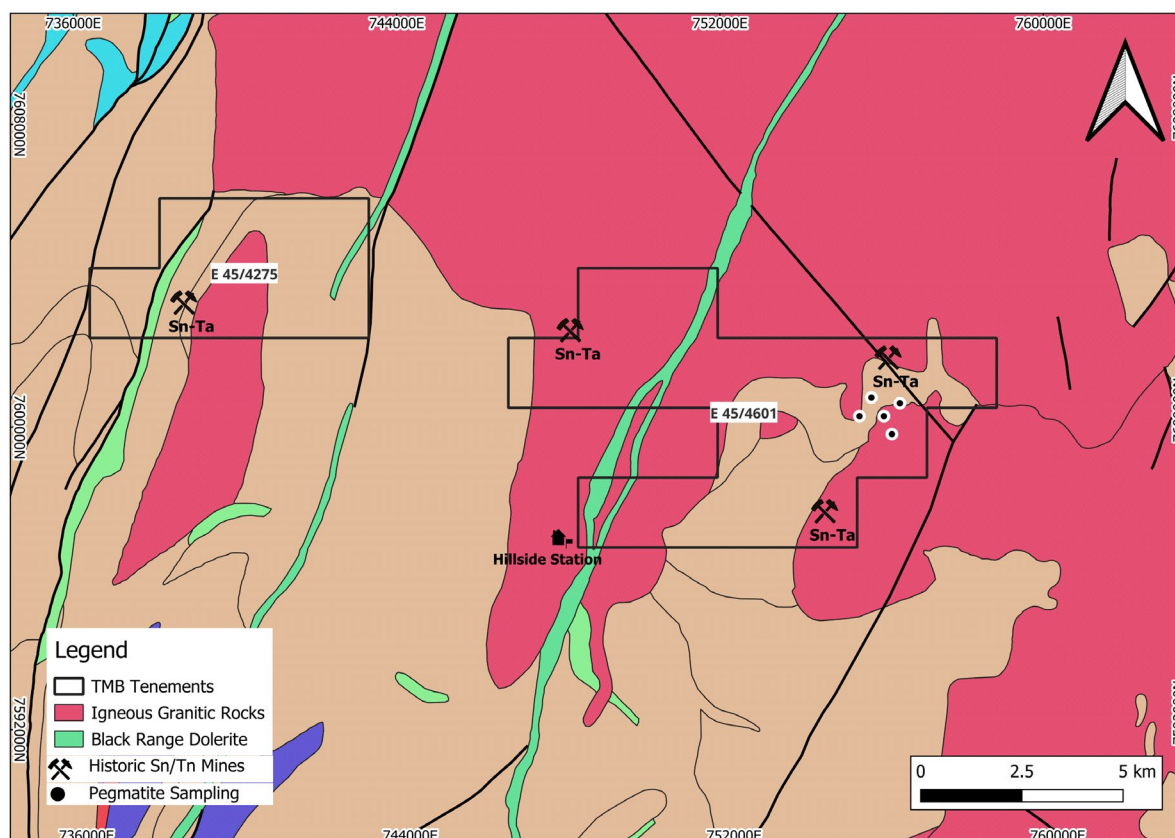 736000E
744000E
752000E
760000E
7608000N
E 45/4275
Sn-Ta
Sn-Ta
Sn-Ta
7600000N
E 45/4601
Sn-Ta
Hillside Station
Legend
TMB Tenements
Igneous Granitic Rocks
Black Range Dolerite
Historic Sn/Tn Mines
Pegmatite Sampling
7592000N
0 2.5 5 km
736000E
744000E
752000E
760000E